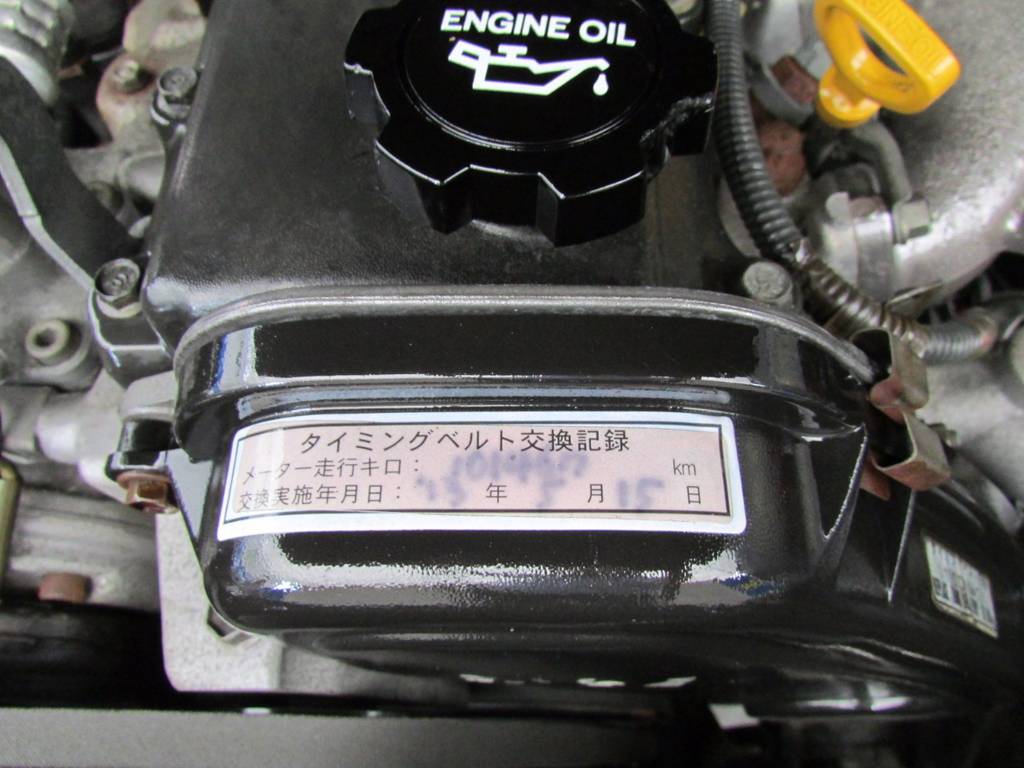 ENGINE OIL
タイミングベルト交換記録
メーター走行キロ： km
交換実施年月日： 年 月 15 日